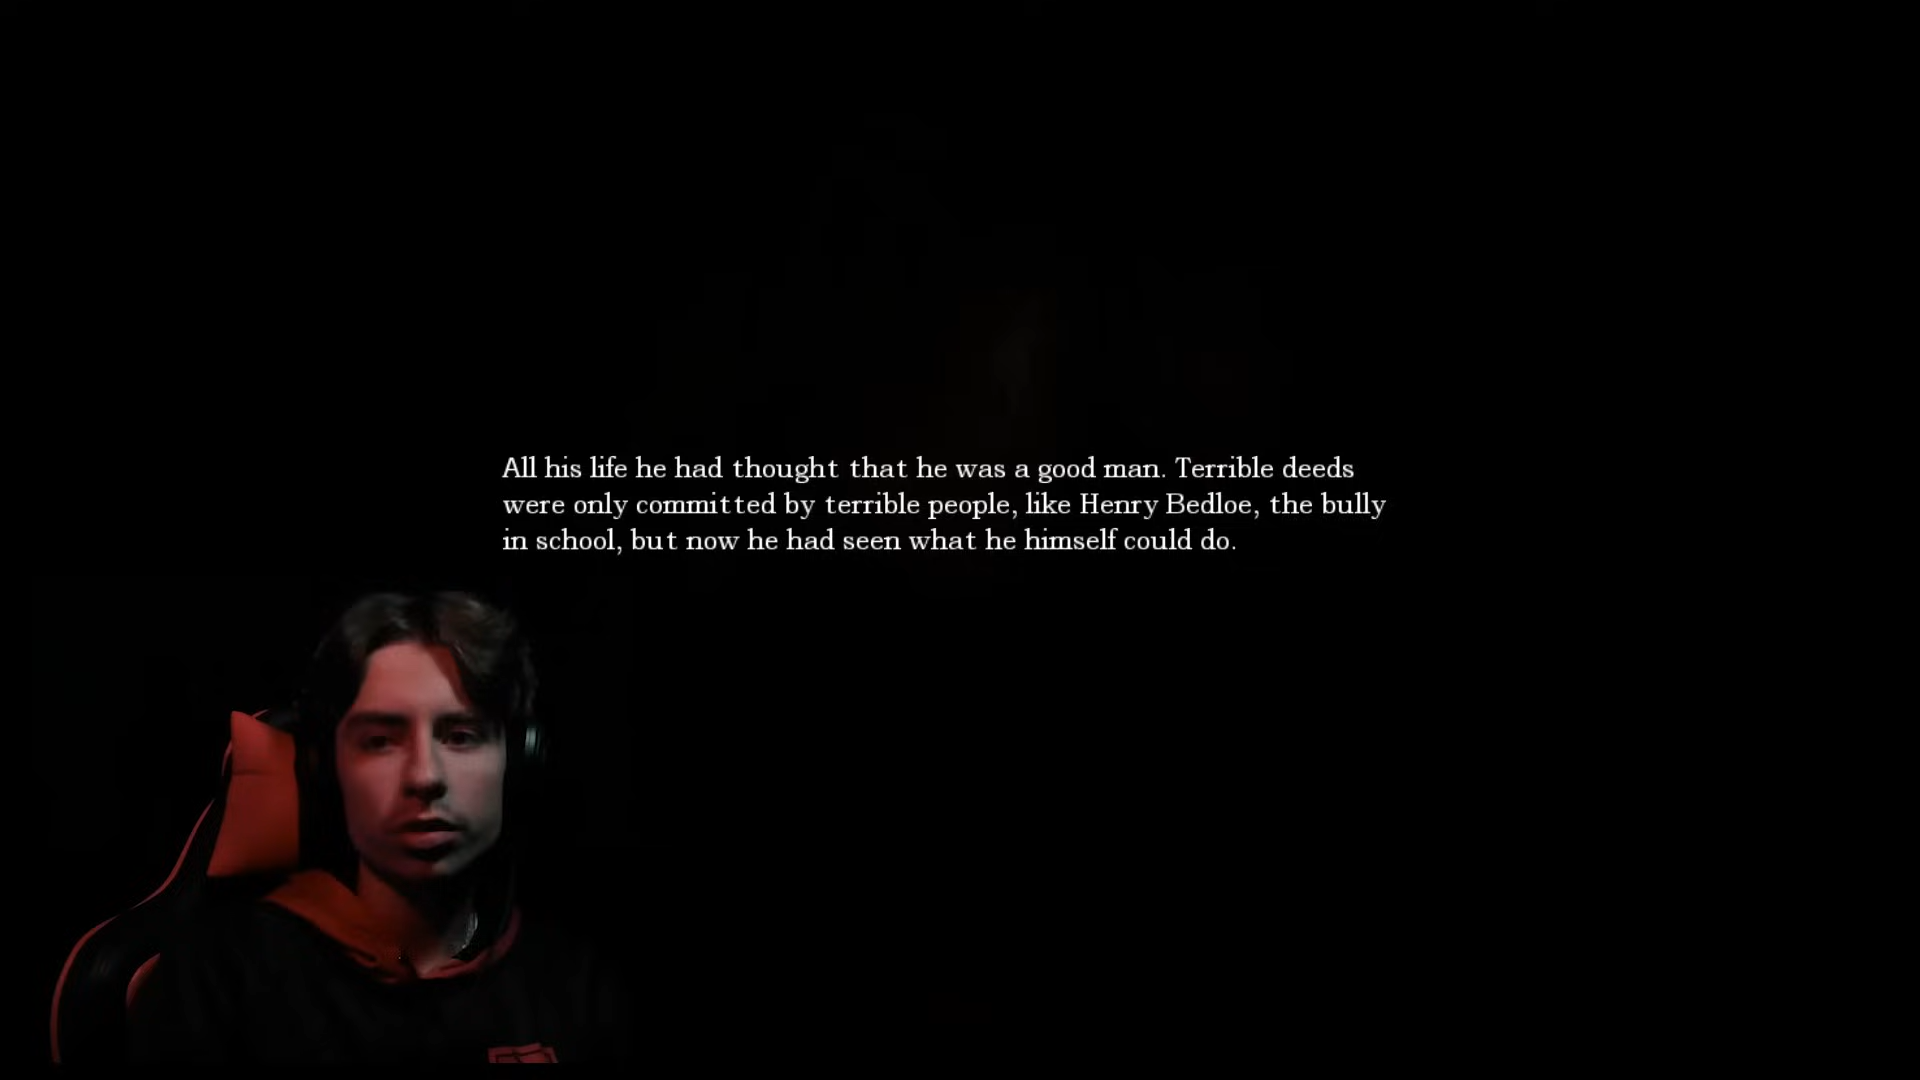 All his life he had thought that he was a good man. Terrible deeds
were only committed by terrible people, like Henry Bedloe, the bully
in school, but now he had seen what he himself could do.